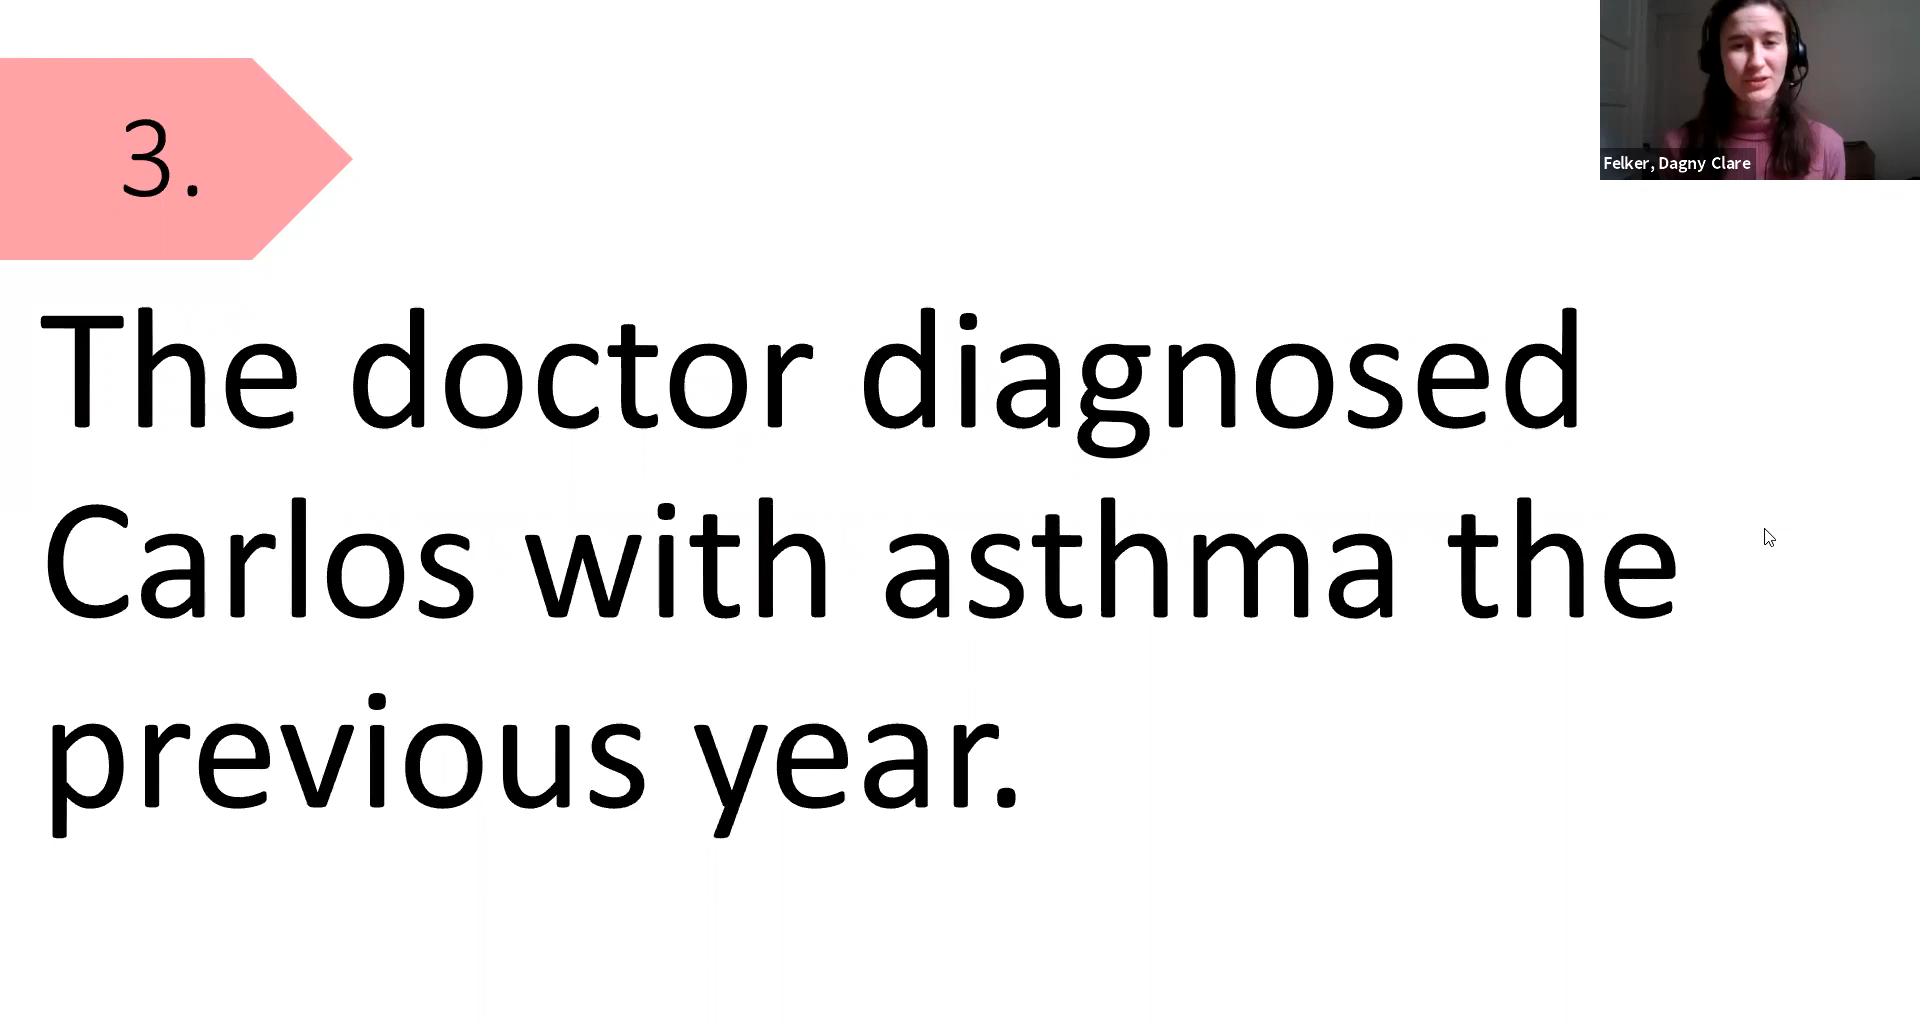 3.
Felker, Dagny Clare
The doctor diagnosed
Carlos with asthma the
previous year.